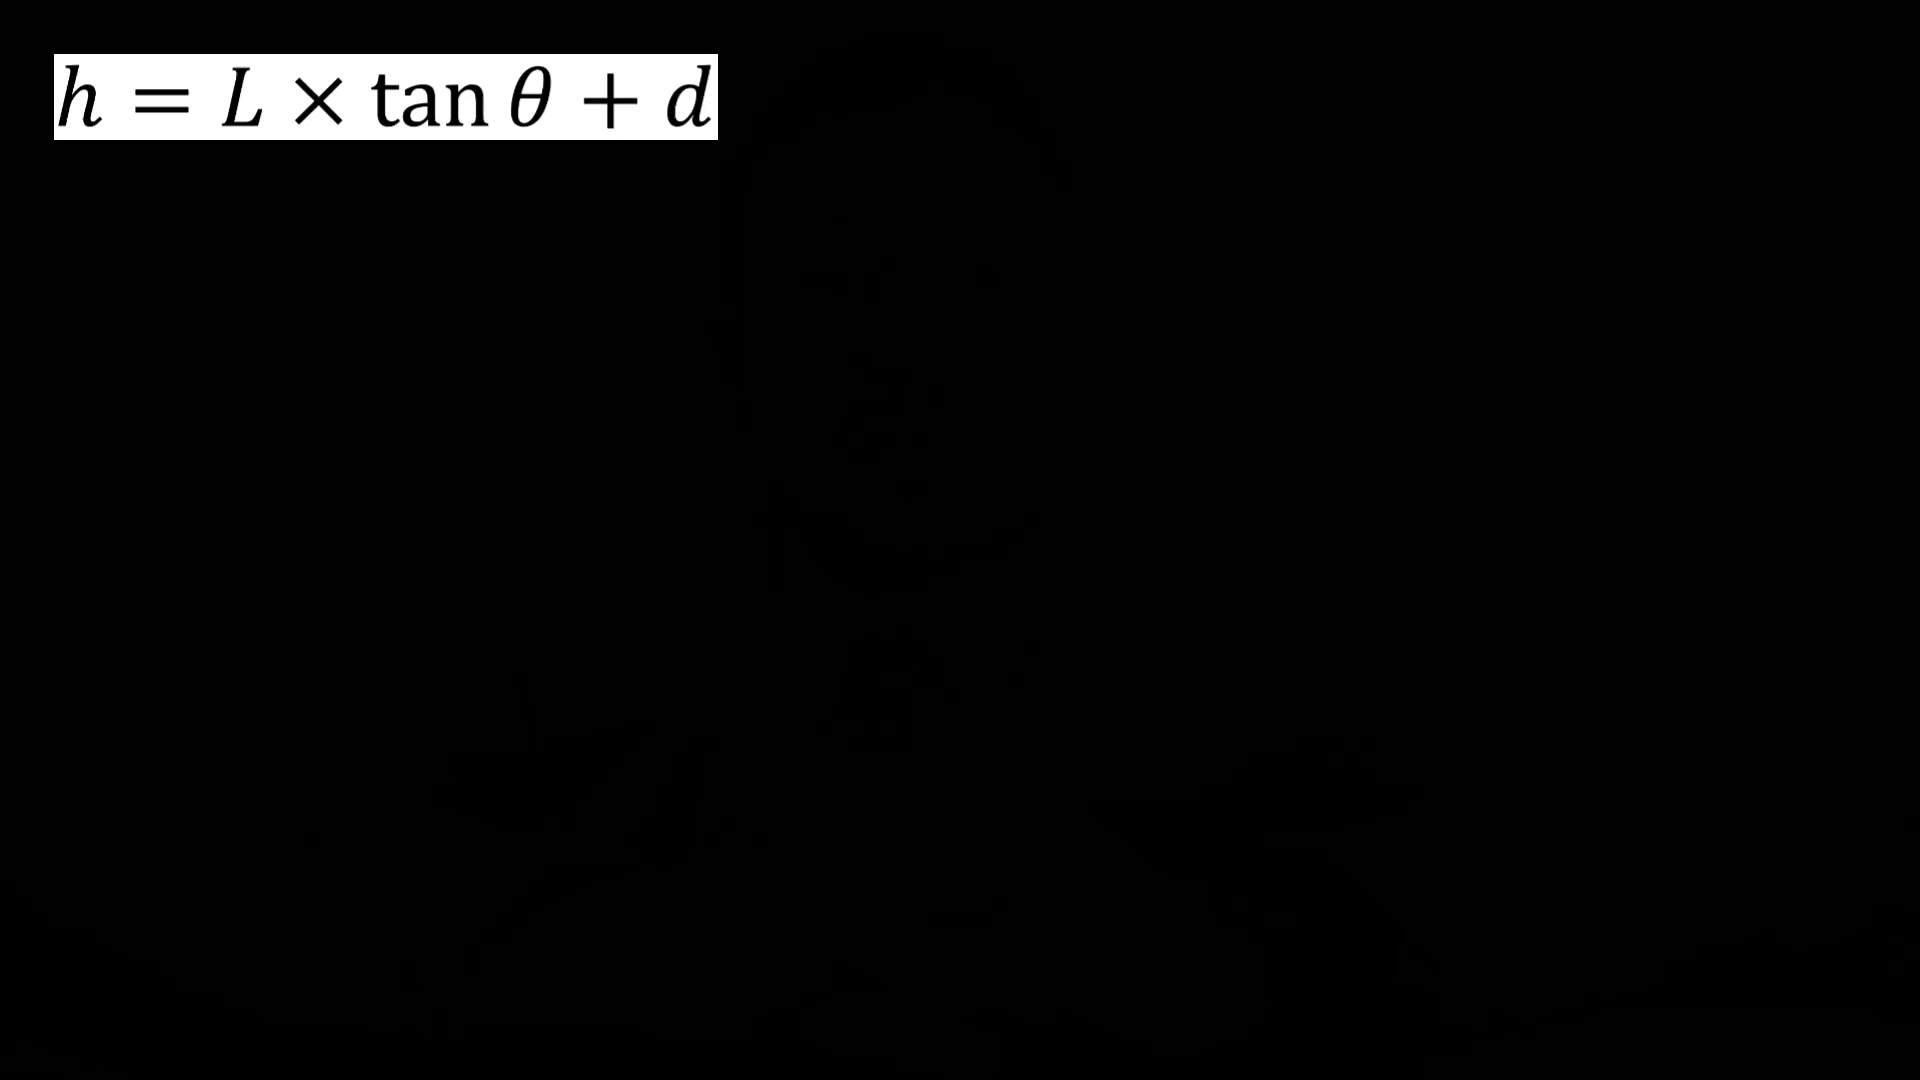 h = L × tan θ + d